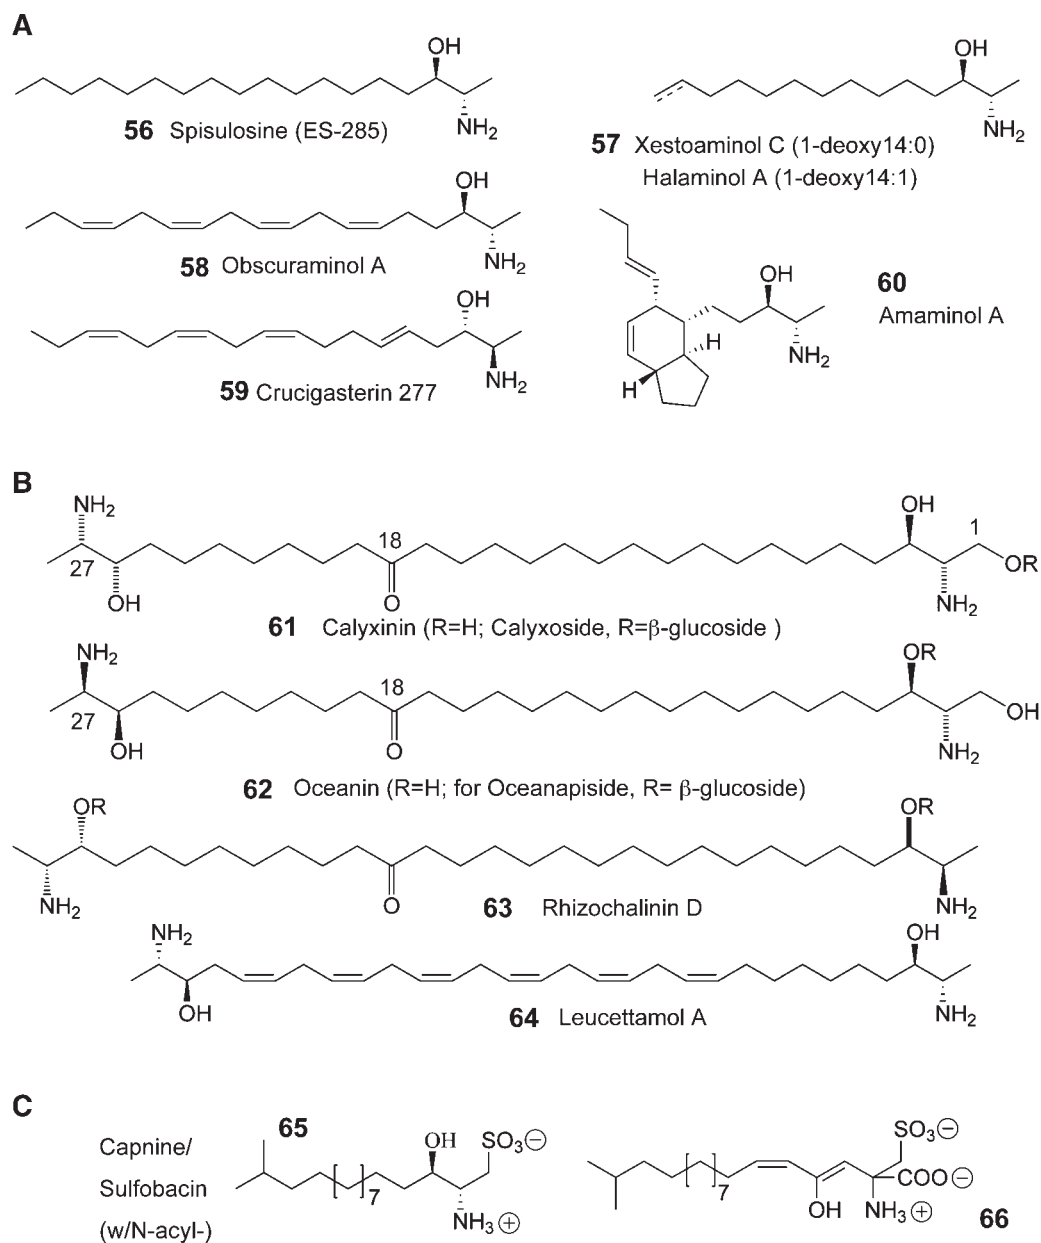 A
OH
NH2
56 Spisulosine (ES-285)
OH
NH2
57 Xestoaminol C (1-deoxy14:0)
Halaminol A (1-deoxy14:1)
OH
NH2
58 Obscuraminol A
OH
NH2
59 Crucigasterin 277
OH
NH2
H
H
60
Amaminol A
B
NH2
27
OH
18
O
OH
1
OR
NH2
61 Calyxinin (R=H; Calyxoside, R=β-glucoside )
NH2
27
OH
18
O
OR
OH
NH2
62 Oceanin (R=H; for Oceanapiside, R= β-glucoside)
OR
NH2
O
OR
NH2
63 Rhizochalinin D
NH2
OH
OH
NH2
64 Leucettamol A
C
Capnine/
Sulfobacin
(w/N-acyl-)
65
7
OH
SO3⊖
NH3⊕
7
OH
SO3⊖
COO⊖
NH3⊕
66